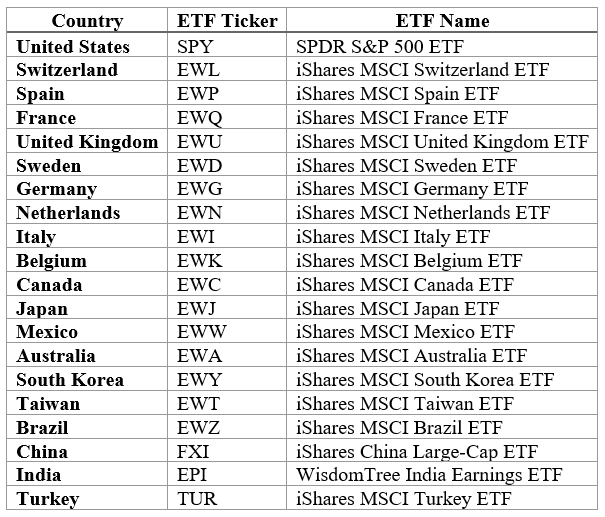 Country ETF Ticker ETF Name
United States SPY SPDR S&P 500 ETF
Switzerland EWL iShares MSCI Switzerland ETF
Spain EWP iShares MSCI Spain ETF
France EWQ iShares MSCI France ETF
United Kingdom EWU iShares MSCI United Kingdom ETF
Sweden EWD iShares MSCI Sweden ETF
Germany EWG iShares MSCI Germany ETF
Netherlands EWN iShares MSCI Netherlands ETF
Italy EWI iShares MSCI Italy ETF
Belgium EWK iShares MSCI Belgium ETF
Canada EWC iShares MSCI Canada ETF
Japan EWJ iShares MSCI Japan ETF
Mexico EWW iShares MSCI Mexico ETF
Australia EWA iShares MSCI Australia ETF
South Korea EWY iShares MSCI South Korea ETF
Taiwan EWT iShares MSCI Taiwan ETF
Brazil EWZ iShares MSCI Brazil ETF
China FXI iShares China Large-Cap ETF
India EPI WisdomTree India Earnings ETF
Turkey TUR iShares MSCI Turkey ETF